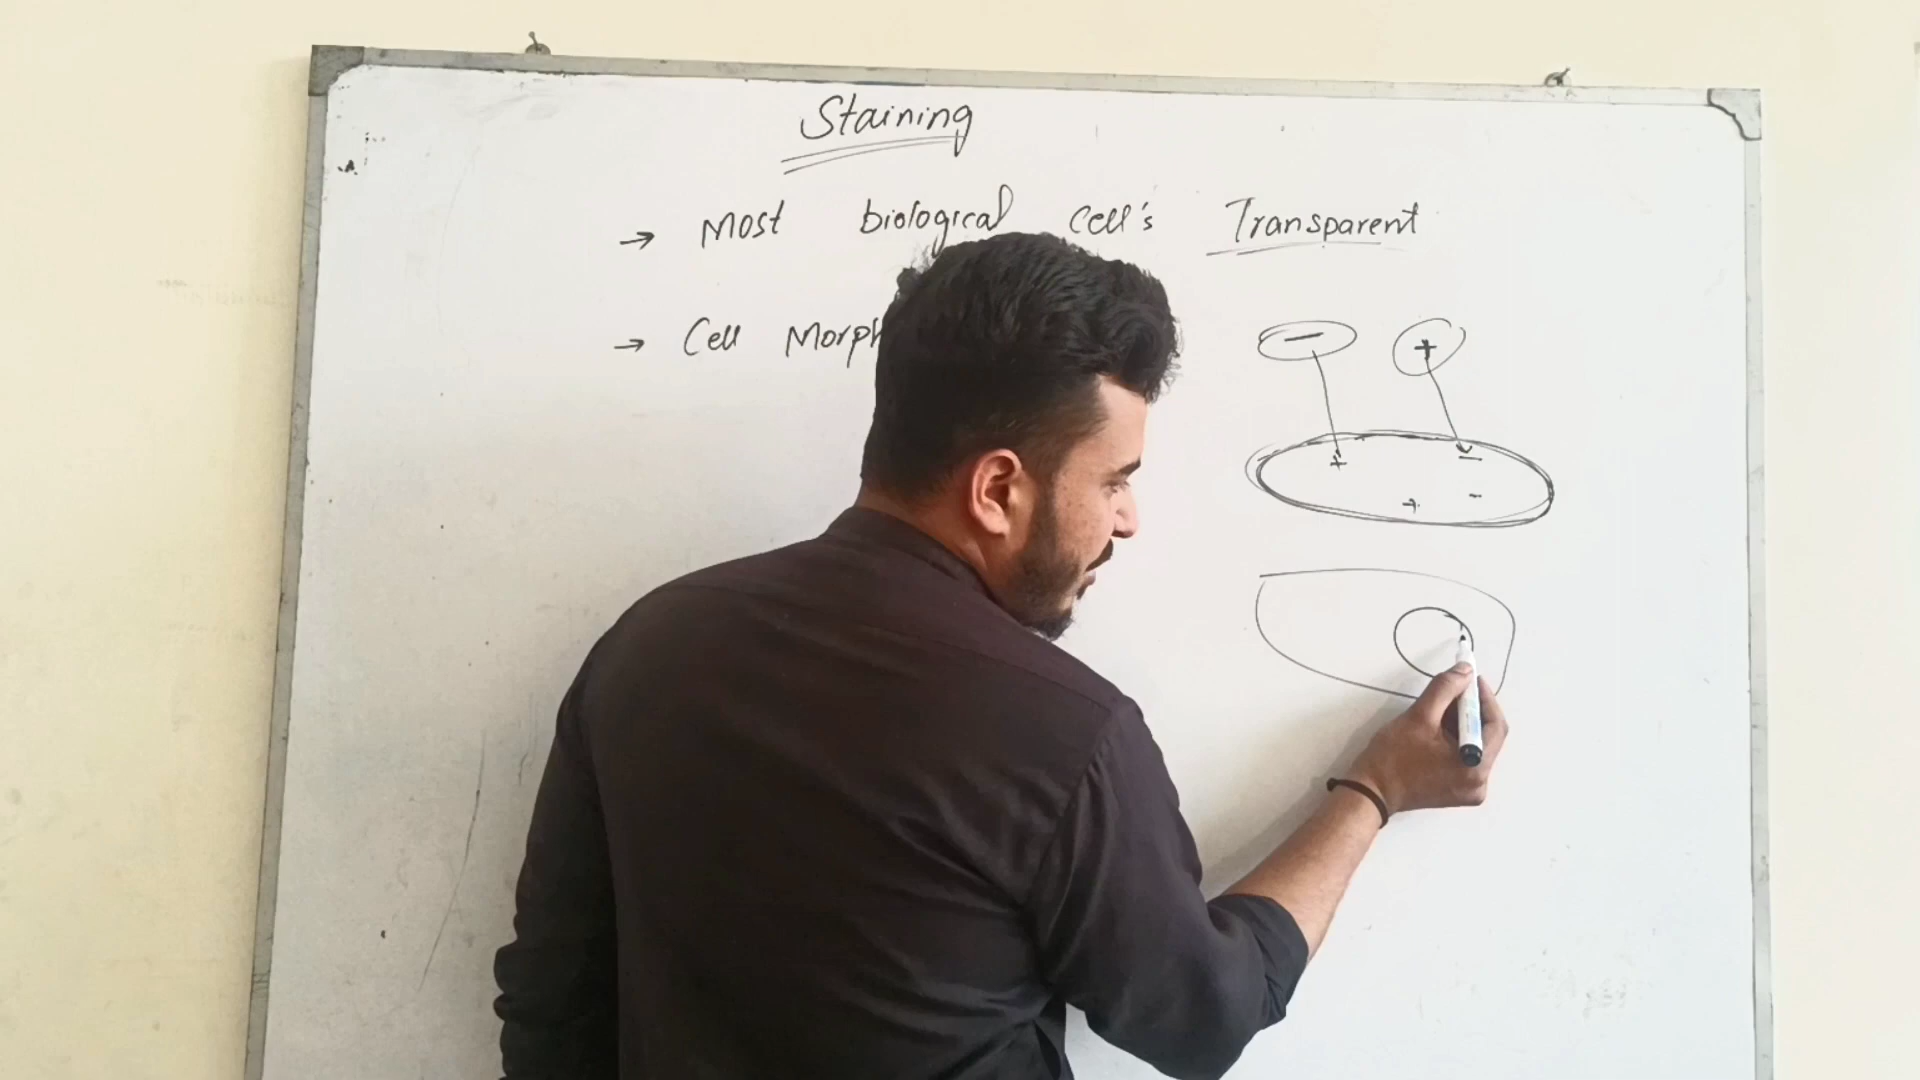 Staining
→ Most biological Cell's Transparent
→ Cell Morph
- +
+ -
+ -